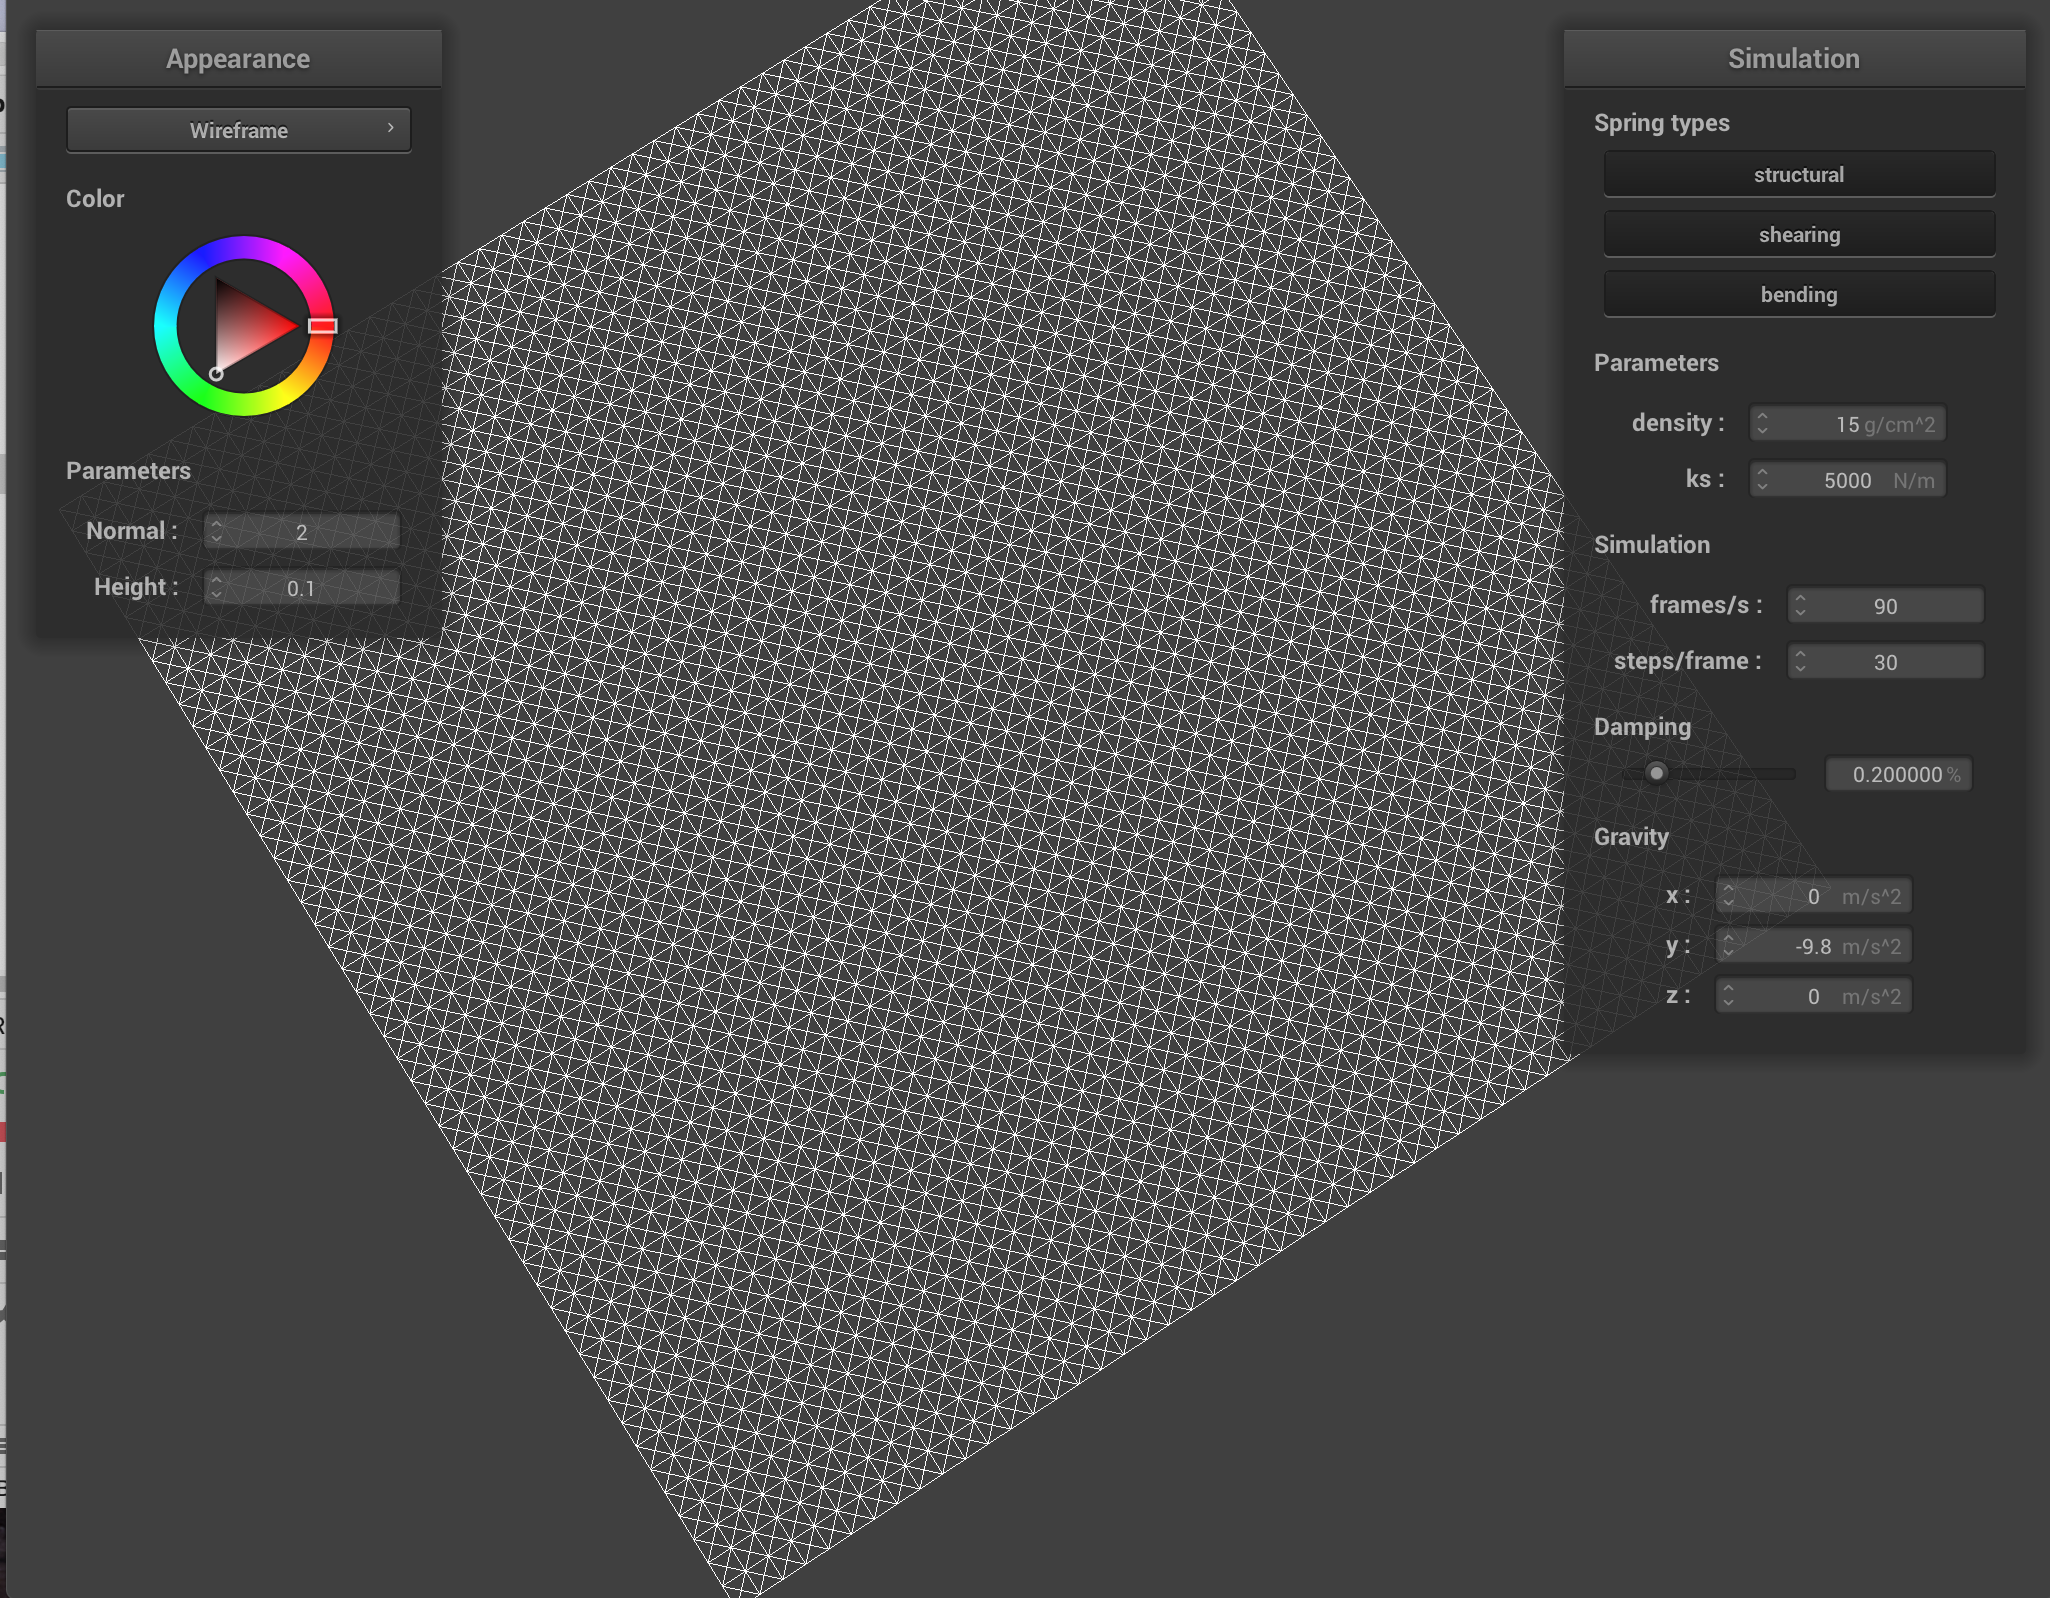 Appearance
Wireframe
Color
Parameters
Normal : 2
Height : 0.1
Simulation
Spring types
structural
shearing
bending
Parameters
density : 15 g/cm^2
ks : 5000 N/m
Simulation
frames/s : 90
steps/frame : 30
Damping
0.200000 %
Gravity
x : 0 m/s^2
y : -9.8 m/s^2
z : 0 m/s^2